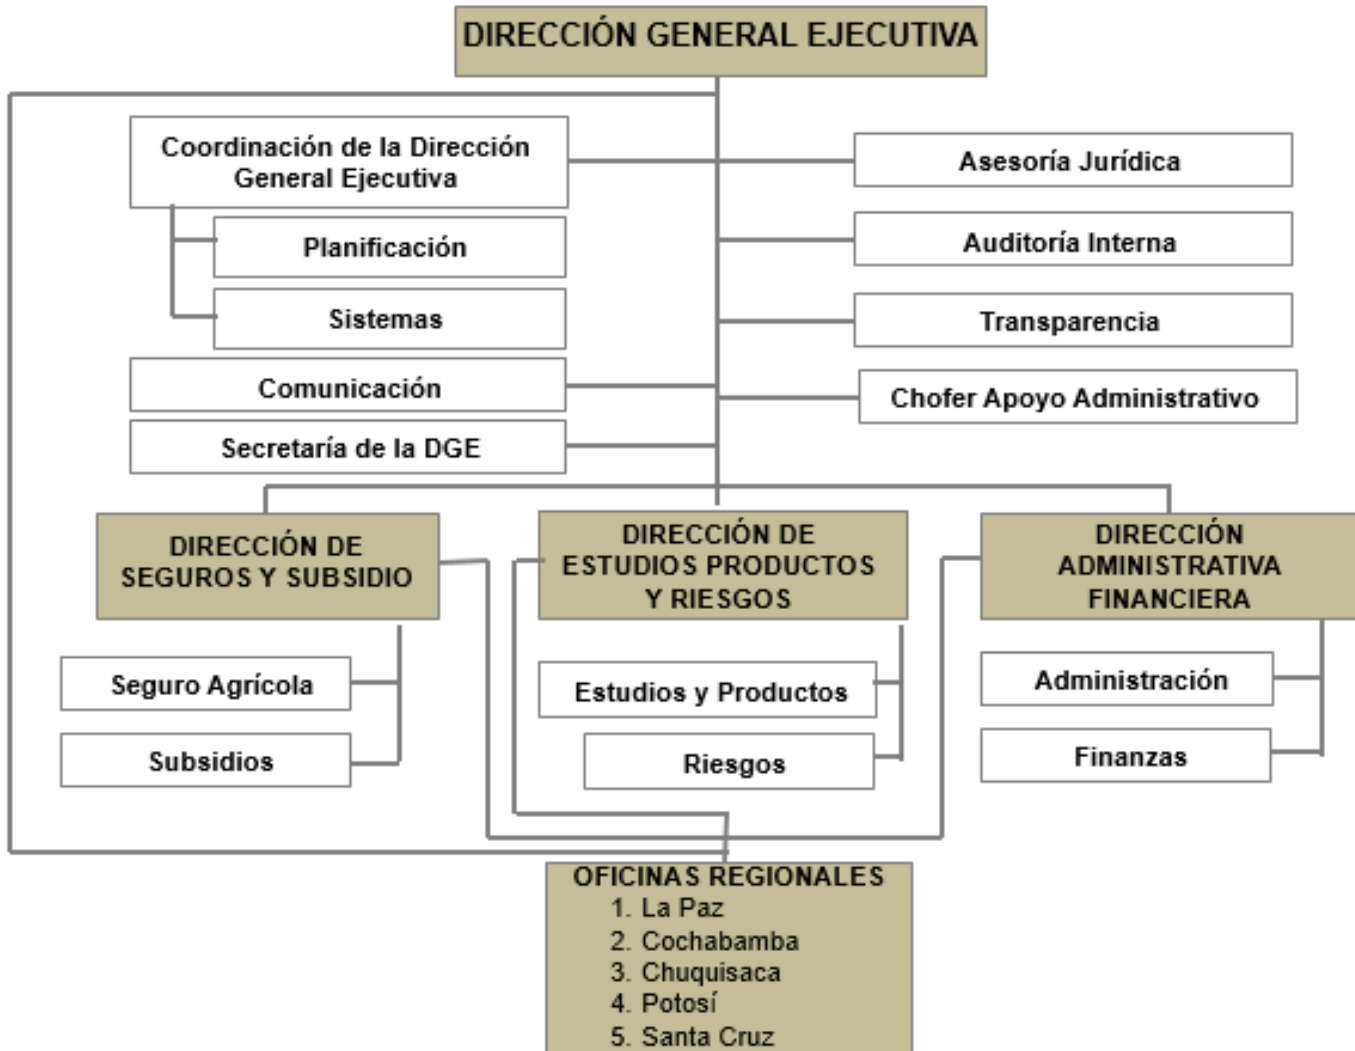 DIRECCIÓN GENERAL EJECUTIVA
Coordinación de la Dirección
General Ejecutiva
Asesoría Jurídica
Planificación
Auditoría Interna
Sistemas
Transparencia
Comunicación
Chofer Apoyo Administrativo
Secretaría de la DGE
DIRECCIÓN DE
SEGUROS Y SUBSIDIO
DIRECCIÓN DE
ESTUDIOS PRODUCTOS
Y RIESGOS
DIRECCIÓN
ADMINISTRATIVA
FINANCIERA
Seguro Agrícola
Subsidios
Estudios y Productos
Riesgos
Administración
Finanzas
OFICINAS REGIONALES
1. La Paz
2. Cochabamba
3. Chuquisaca
4. Potosí
5. Santa Cruz